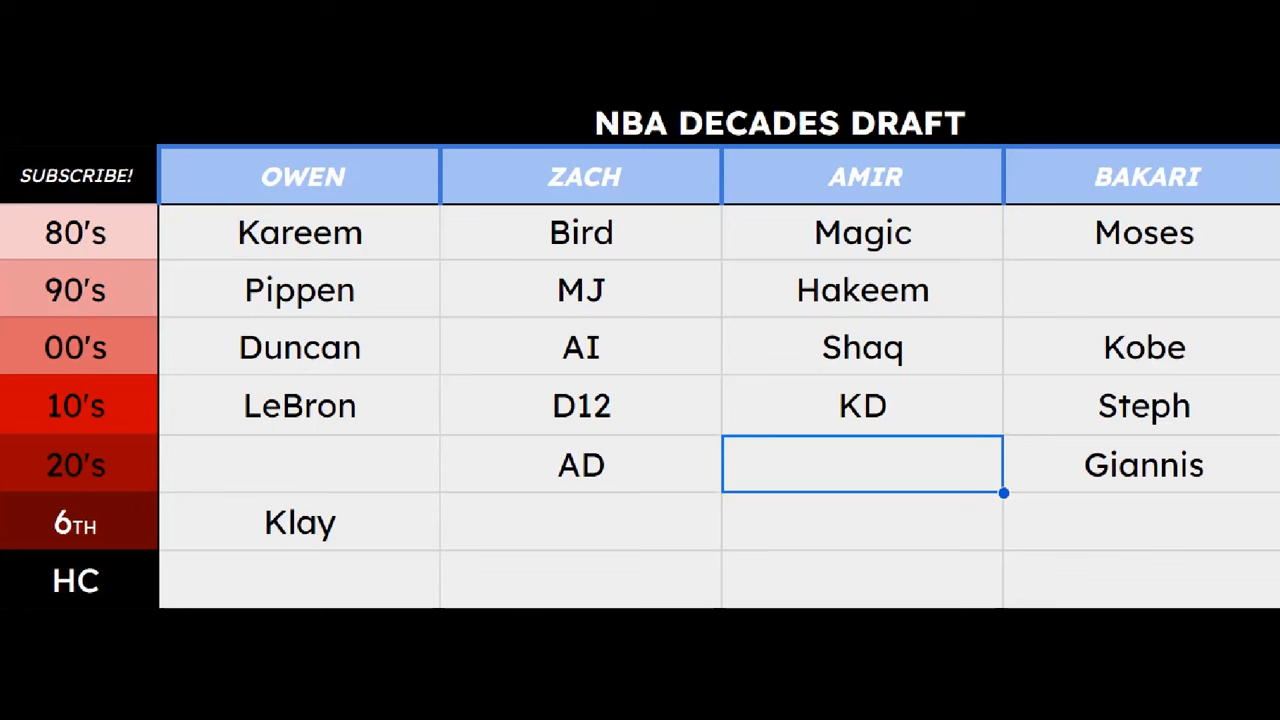 NBA DECADES DRAFT
SUBSCRIBE! OWEN ZACH AMIR BAKARI
80's Kareem Bird Magic Moses
90's Pippen MJ Hakeem
00's Duncan AI Shaq Kobe
10's LeBron D12 KD Steph
20's AD Giannis
6TH Klay
HC